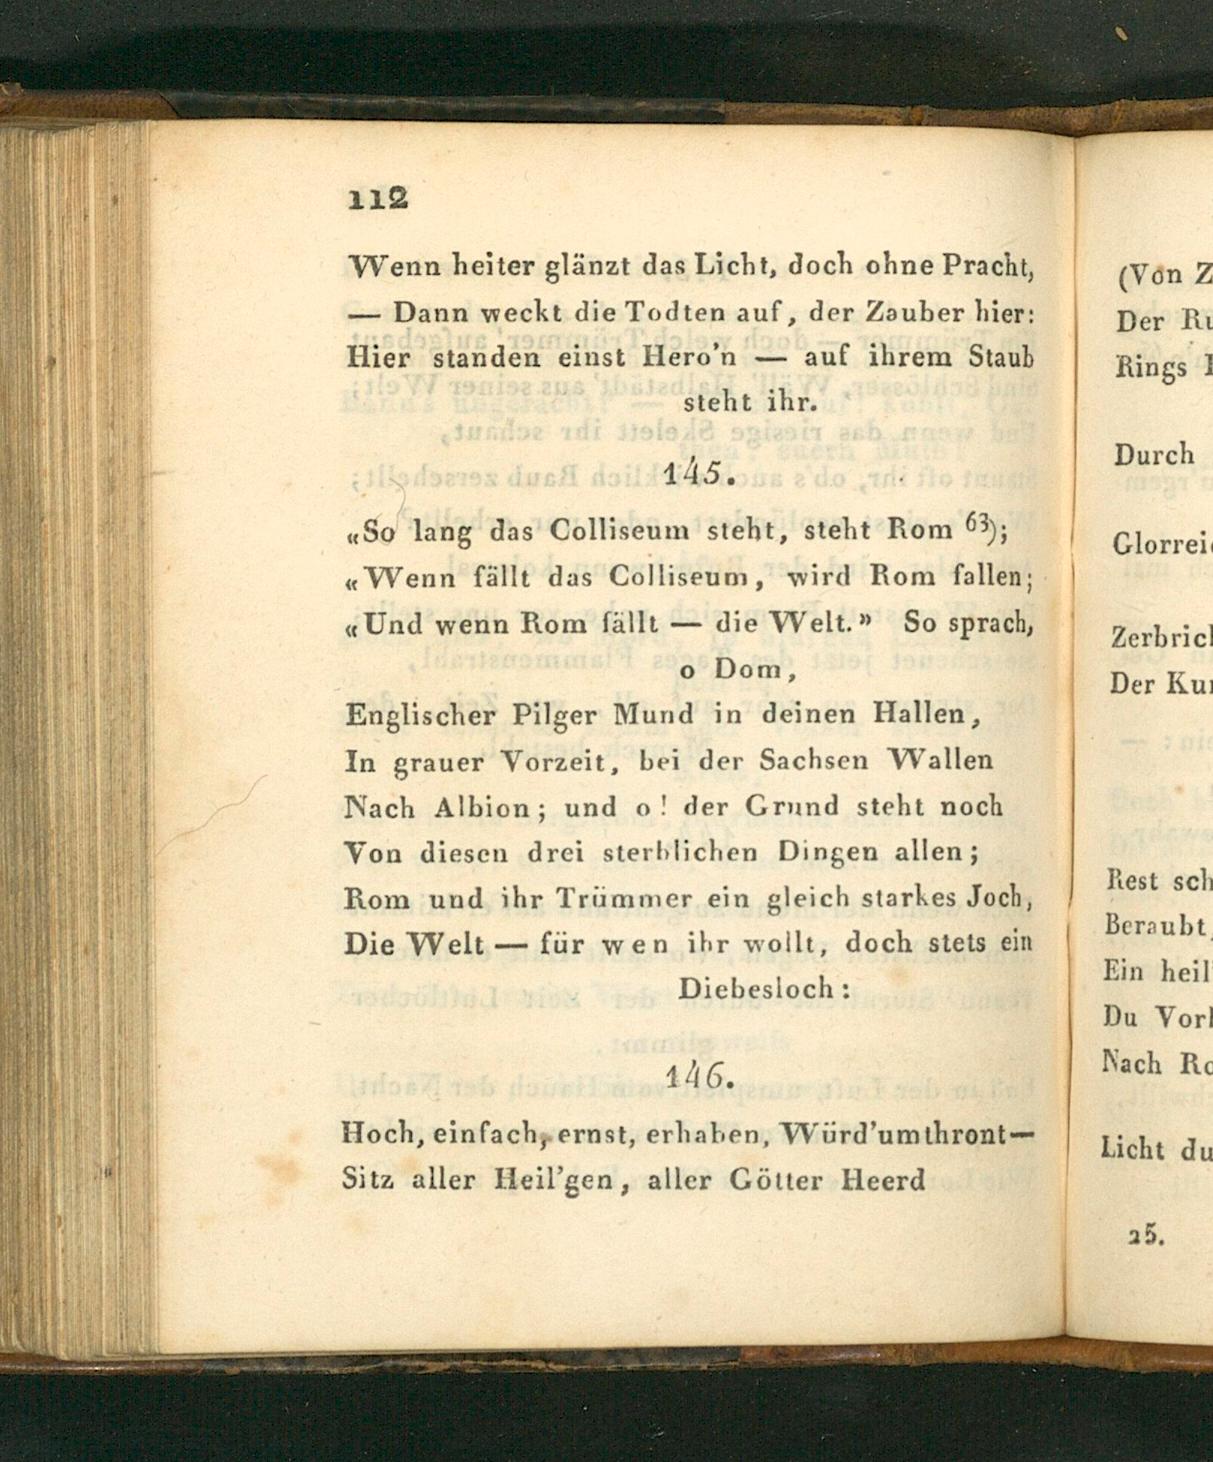 112
Wenn heiter glänzt das Licht, doch ohne Pracht,
— Dann weckt die Todten auf, der Zauber hier:
Hier standen einst Hero'n — auf ihrem Staub
steht ihr.
145.
«So lang das Colliseum steht, steht Rom 63);
«Wenn fällt das Colliseum, wird Rom fallen;
«Und wenn Rom fällt — die Welt.» So sprach,
o Dom,
Englischer Pilger Mund in deinen Hallen,
In grauer Vorzeit, bei der Sachsen Wallen
Nach Albion; und o! der Grund steht noch
Von diesen drei sterblichen Dingen allen;
Rom und ihr Trümmer ein gleich starkes Joch,
Die Welt — für wen ihr wollt, doch stets ein
Diebesloch:
146.
Hoch, einfach, ernst, erhaben, Würd'umthront—
Sitz aller Heil'gen, aller Götter Heerd
(Von Z
Der Ru
Rings
Durch
Glorrei
Zerbric
Der Ku
Rest sch
Beraubt,
Ein heil
Du Vor
Nach Ro
Licht du
25.